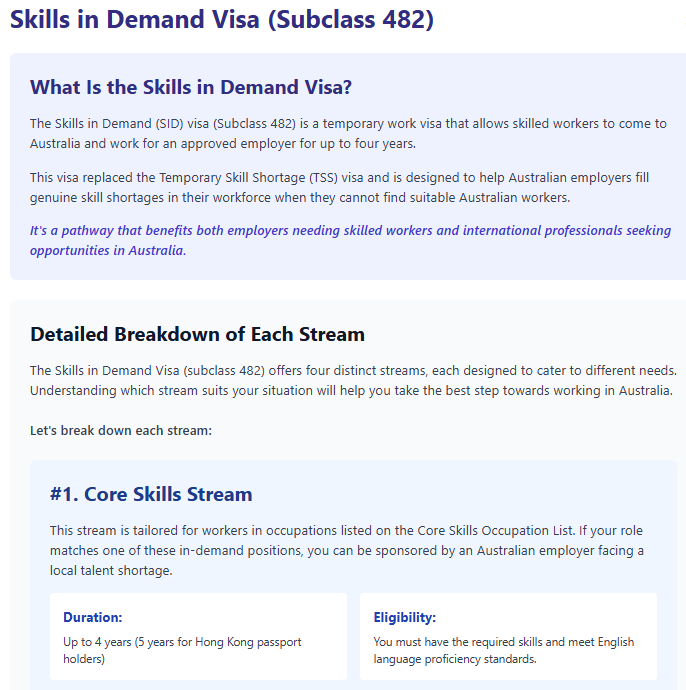 Skills in Demand Visa (Subclass 482)
What Is the Skills in Demand Visa?
The Skills in Demand (SID) visa (Subclass 482) is a temporary work visa that allows skilled workers to come to
Australia and work for an approved employer for up to four years.
This visa replaced the Temporary Skill Shortage (TSS) visa and is designed to help Australian employers fill
genuine skill shortages in their workforce when they cannot find suitable Australian workers.
It's a pathway that benefits both employers needing skilled workers and international professionals seeking
opportunities in Australia.
Detailed Breakdown of Each Stream
The Skills in Demand Visa (subclass 482) offers four distinct streams, each designed to cater to different needs.
Understanding which stream suits your situation will help you take the best step towards working in Australia.
Let's break down each stream:
#1. Core Skills Stream
This stream is tailored for workers in occupations listed on the Core Skills Occupation List. If your role
matches one of these in-demand positions, you can be sponsored by an Australian employer facing a
local talent shortage.
Duration:
Up to 4 years (5 years for Hong Kong passport
holders)
Eligibility:
You must have the required skills and meet English
language proficiency standards.